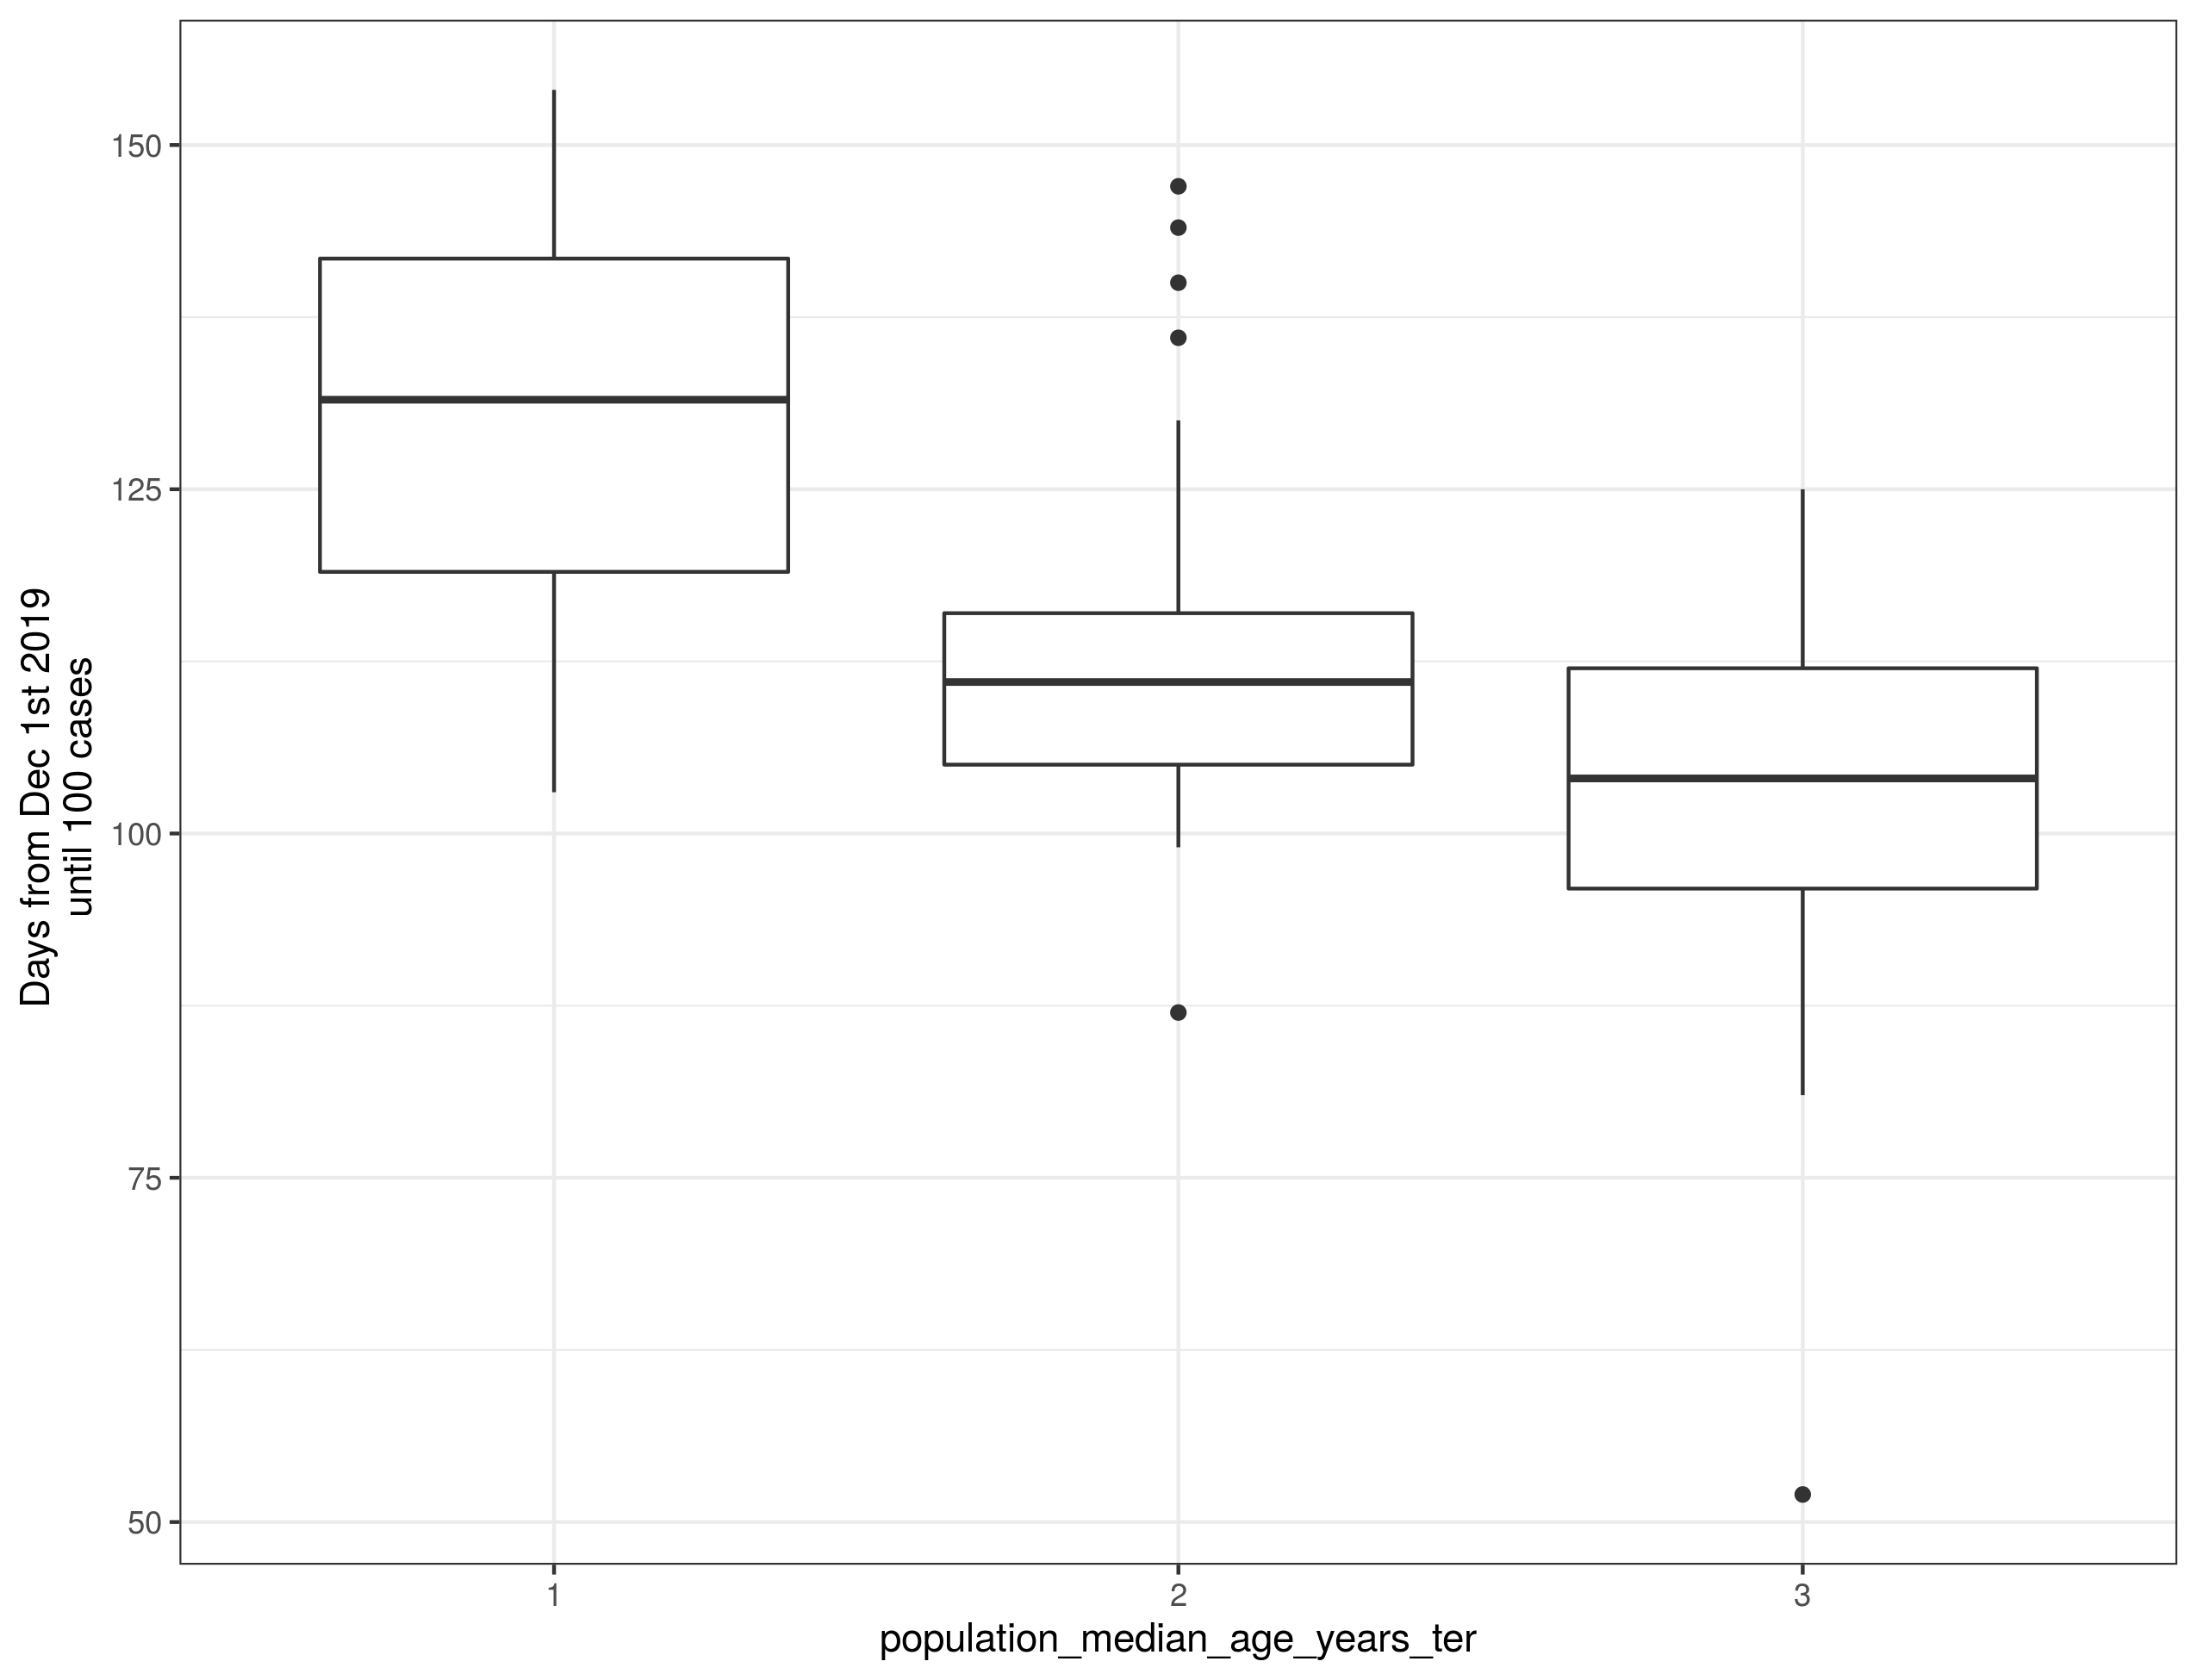 Days from Dec 1st 2019
until 100 cases
150
125
100
75
50
1
2
3
population_median_age_years_ter